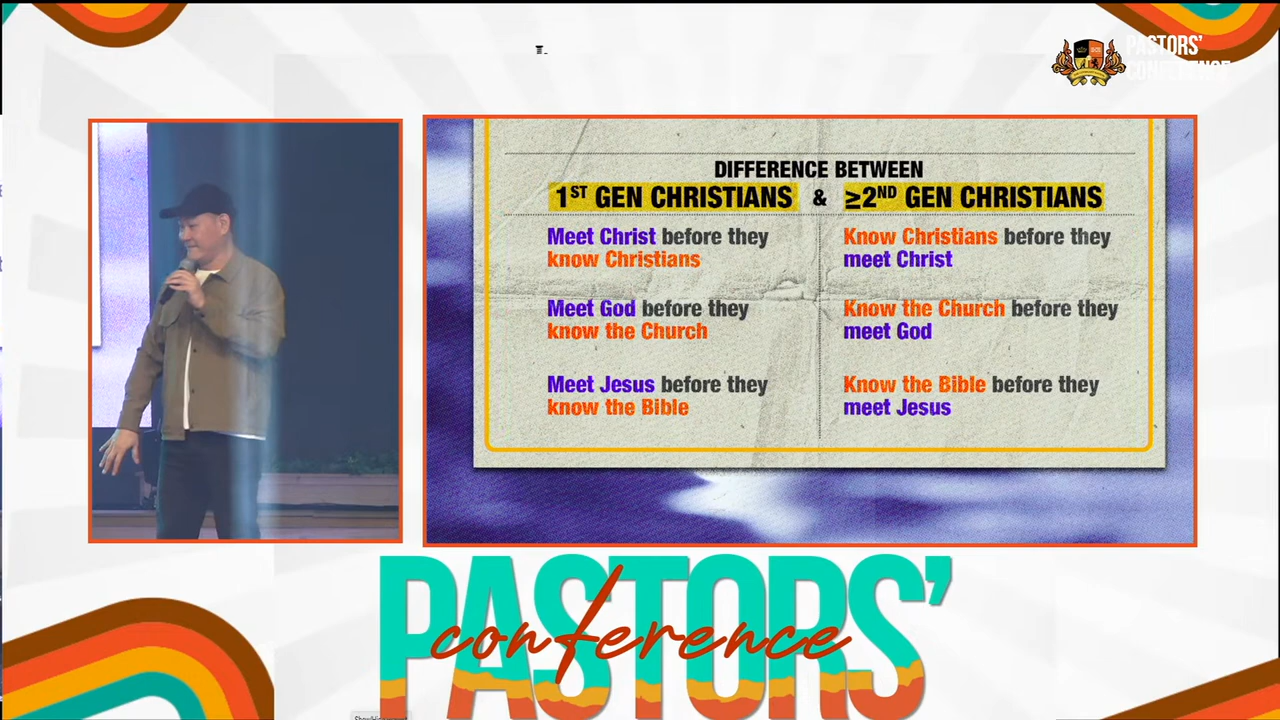 PASTORS'
CONFERENCE
DIFFERENCE BETWEEN
1ST GEN CHRISTIANS & ≥2ND GEN CHRISTIANS
Meet Christ before they
know Christians
Know Christians before they
meet Christ
Meet God before they
know the Church
Know the Church before they
meet God
Meet Jesus before they
know the Bible
Know the Bible before they
meet Jesus
PASTORS'
conference